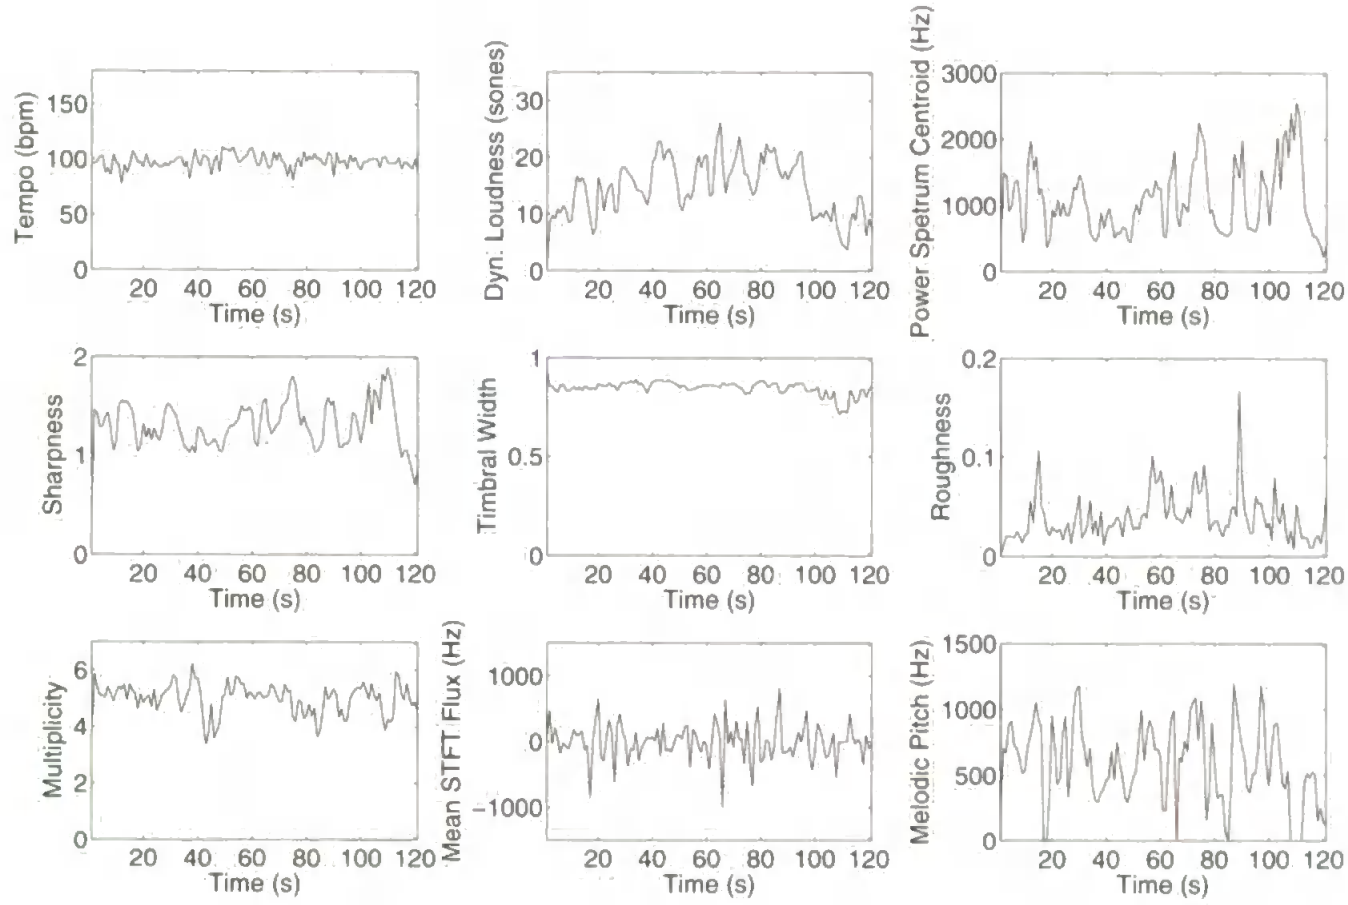 Tempo (bpm)
150
100
50
0
20 40 60 80 100 120
Time (s)
Dyn: Loudness (sones)
30
20
10
0
20 40 60 80 100 120
Time (s)
Power Spetrum Centroid (Hz)
3000
2000
1000
0
20 40 60 80 100 120
Time (s)
Sharpness
2
1
0
20 40 60 80 100 120
Time (s)
Timbral Width
1
0.5
0
20 40 60 80 100 120
Time (s)
Roughness
0.2
0.1
0
20 40 60 80 100 120
Time (s)
Multiplicity
6
4
2
0
20 40 60 80 100 120
Time (s)
Mean STFT Flux (Hz)
1000
0
−1000
20 40 60 80 100 120
Time (s)
Melodic Pitch (Hz)
1500
1000
500
0
20 40 60 80 100 120
Time (s)